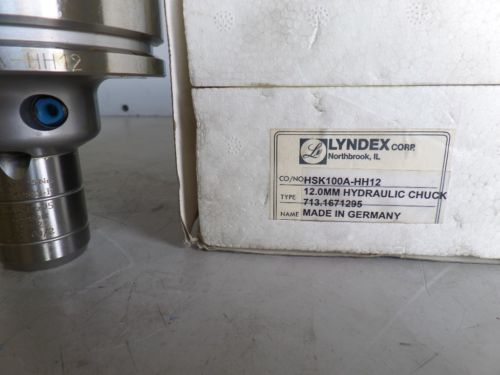 -HH12
LYNDEX CORP.
Northbrook, IL
CO/NO HSK100A-HH12
TYPE 12.0MM HYDRAULIC CHUCK
713.1671295
NAME MADE IN GERMANY